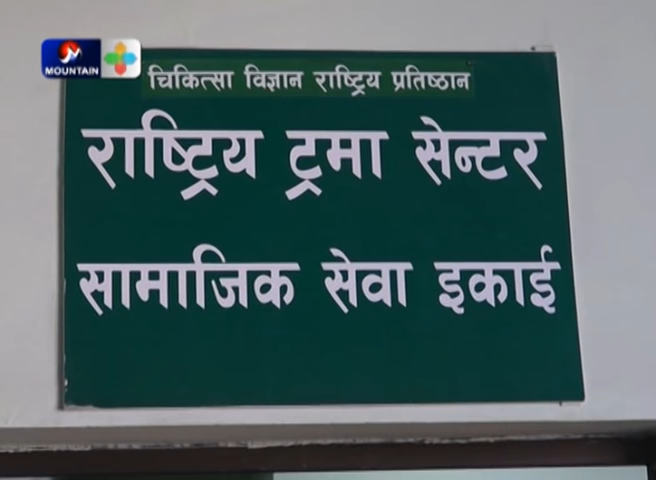 MOUNTAIN
चिकित्सा विज्ञान राष्ट्रिय प्रतिष्ठान
राष्ट्रिय ट्रमा सेन्टर
सामाजिक सेवा इकाई